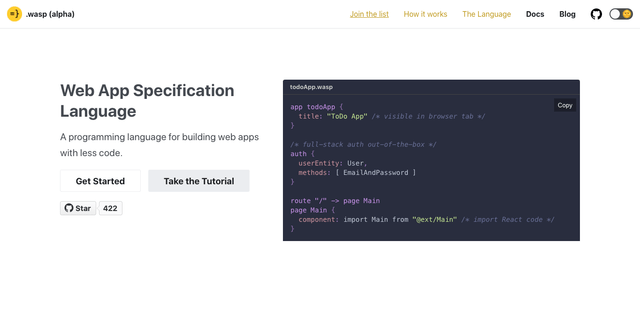 =}
.wasp (alpha)
Join the list
How it works
The Language
Docs
Blog
Web App Specification
Language
A programming language for building web apps
with less code.
Get Started
Take the Tutorial
Star
422
todoApp.wasp
Copy
app todoApp {
  title: "ToDo App" /* visible in browser tab */
}
/* full-stack auth out-of-the-box */
auth {
  userEntity: User,
  methods: [ EmailAndPassword ]
}
route "/" -> page Main
page Main {
  component: import Main from "@ext/Main" /* import React code */
}